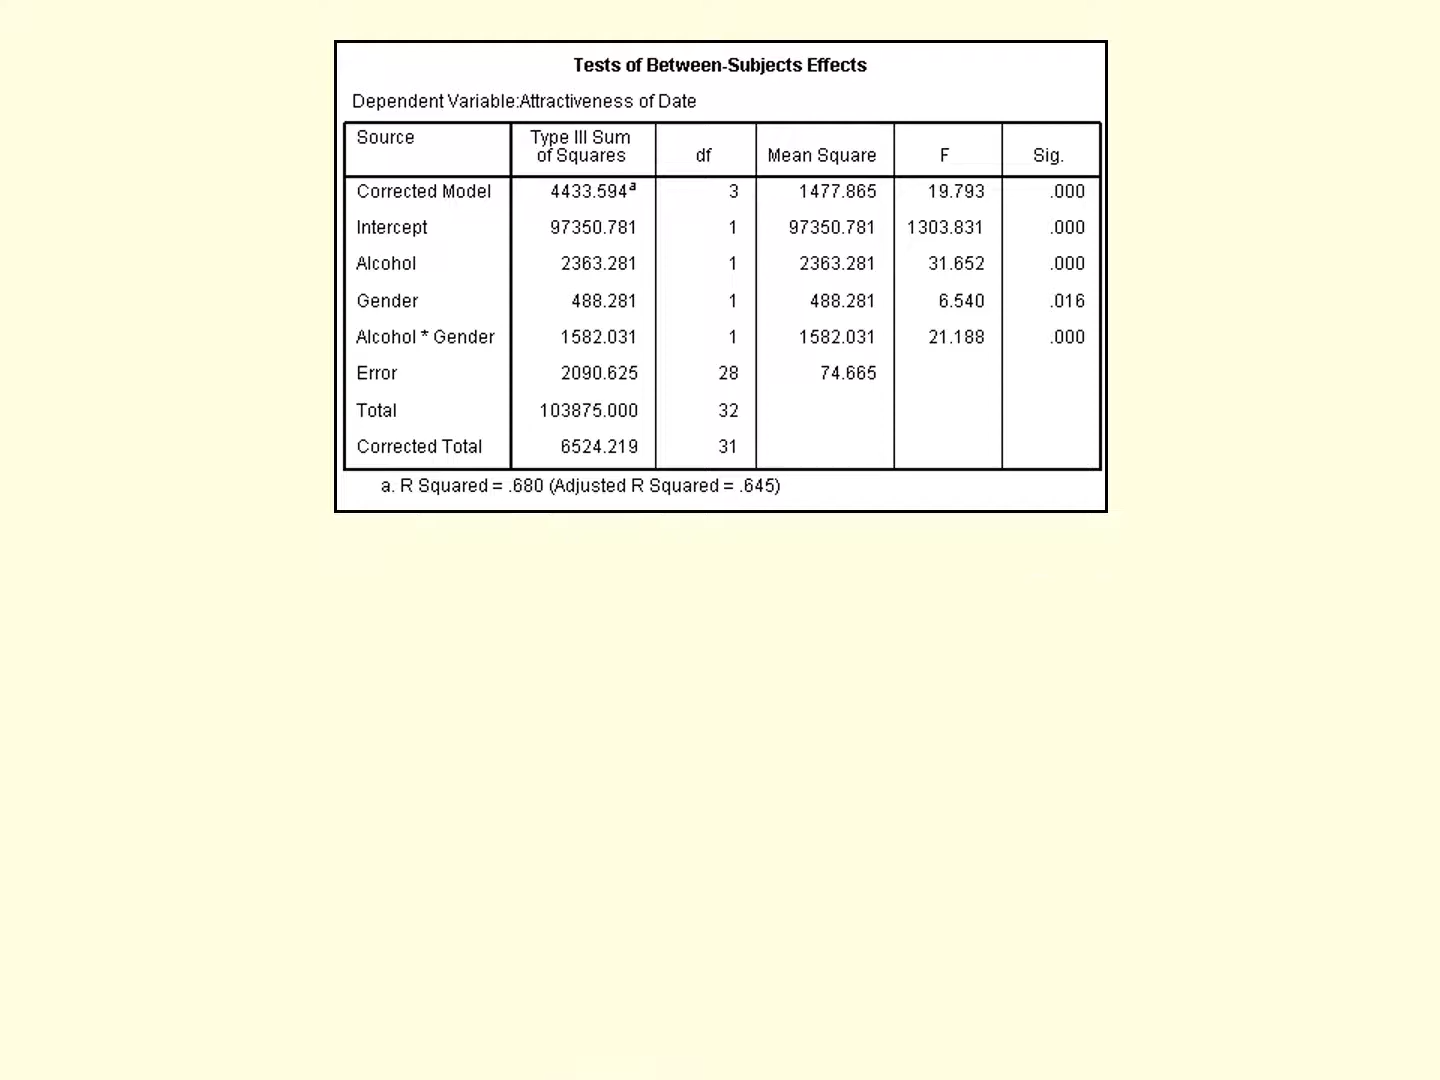 Tests of Between-Subjects Effects
Dependent Variable:Attractiveness of Date
Source Type III Sum of Squares df Mean Square F Sig.
Corrected Model 4433.594a 3 1477.865 19.793 .000
Intercept 97350.781 1 97350.781 1303.831 .000
Alcohol 2363.281 1 2363.281 31.652 .000
Gender 488.281 1 488.281 6.540 .016
Alcohol * Gender 1582.031 1 1582.031 21.188 .000
Error 2090.625 28 74.665
Total 103875.000 32
Corrected Total 6524.219 31
a. R Squared = .680 (Adjusted R Squared = .645)